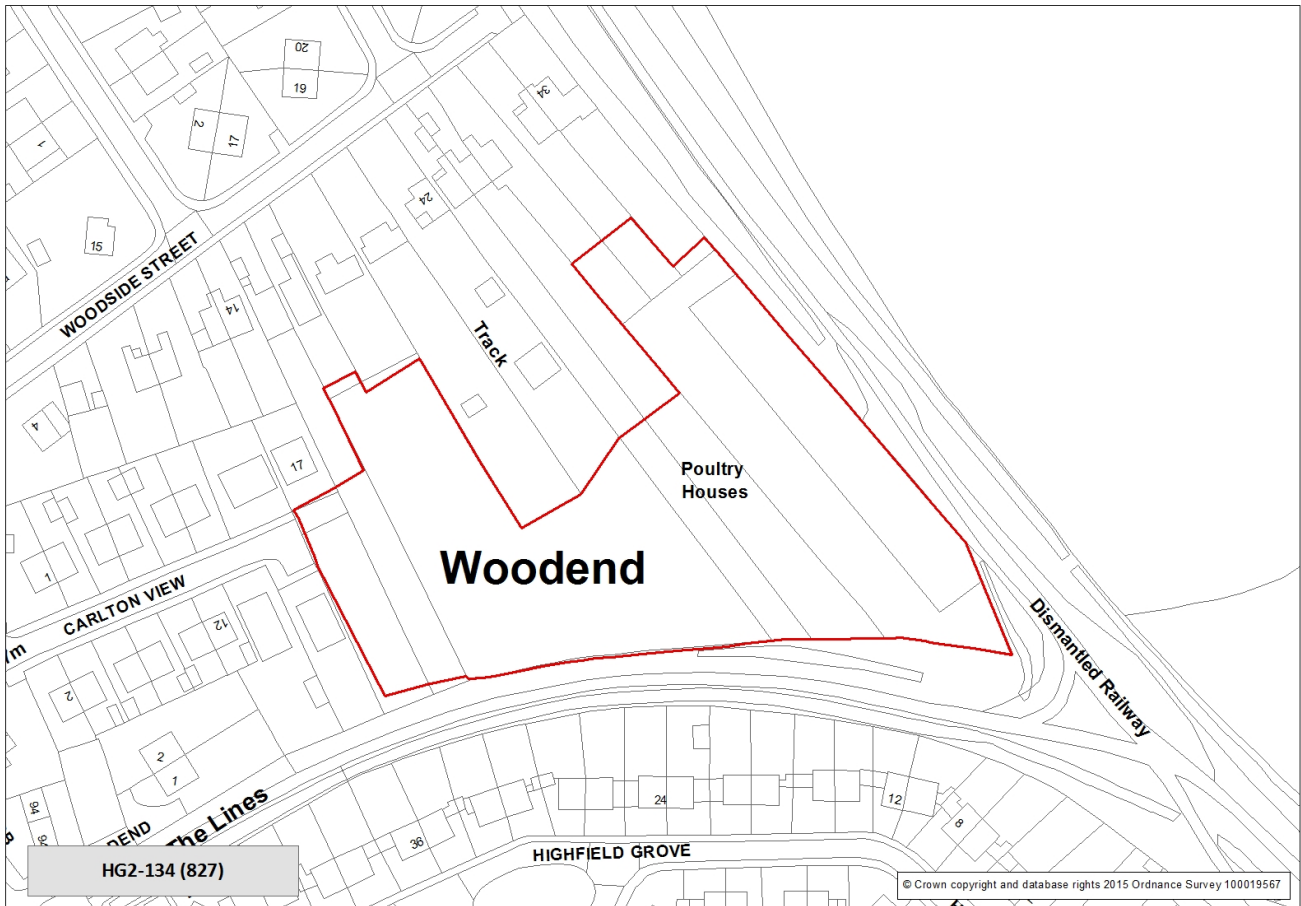 20
19
2
17
1
34
24
15
WOODSIDE STREET
14
Track
4
17
Poultry
Houses
Woodend
1
CARLTON VIEW
12
2
Dismantled Railway
2
1
The Lines
24
12
8
36
94
HIGHFIELD GROVE
HG2-134 (827)
© Crown copyright and database rights 2015 Ordnance Survey 100019567